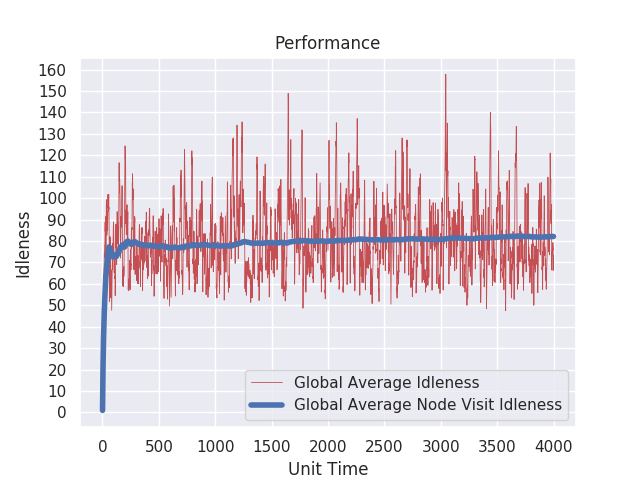 Performance
160
150
140
130
120
110
100
90
80
70
60
50
40
30
20
10
0
Idleness
Global Average Idleness
Global Average Node Visit Idleness
0 500 1000 1500 2000 2500 3000 3500 4000
Unit Time